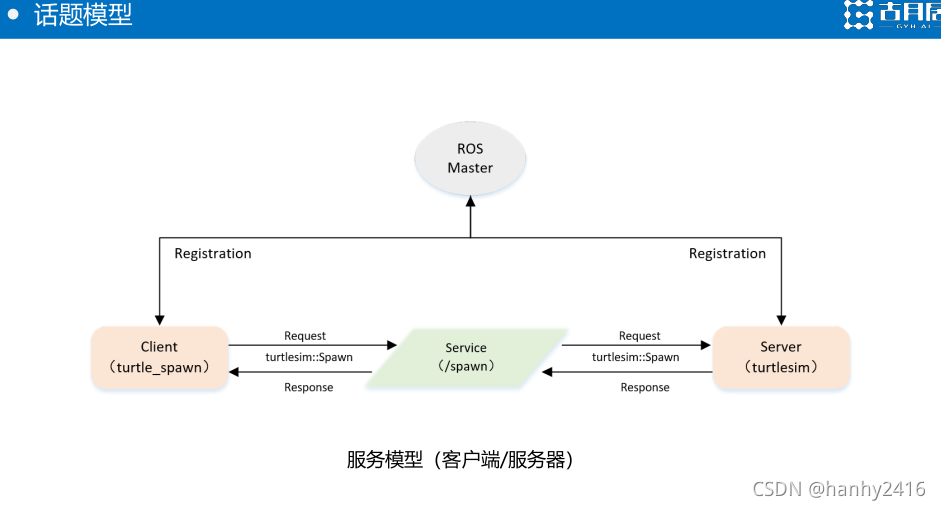 • 话题模型
古月居
GYH.AI
ROS
Master
Registration
Registration
Client
（turtle_spawn）
Request
turtlesim::Spawn
Response
Service
（/spawn）
Request
turtlesim::Spawn
Response
Server
（turtlesim）
服务模型（客户端/服务器）
CSDN @hanhy2416